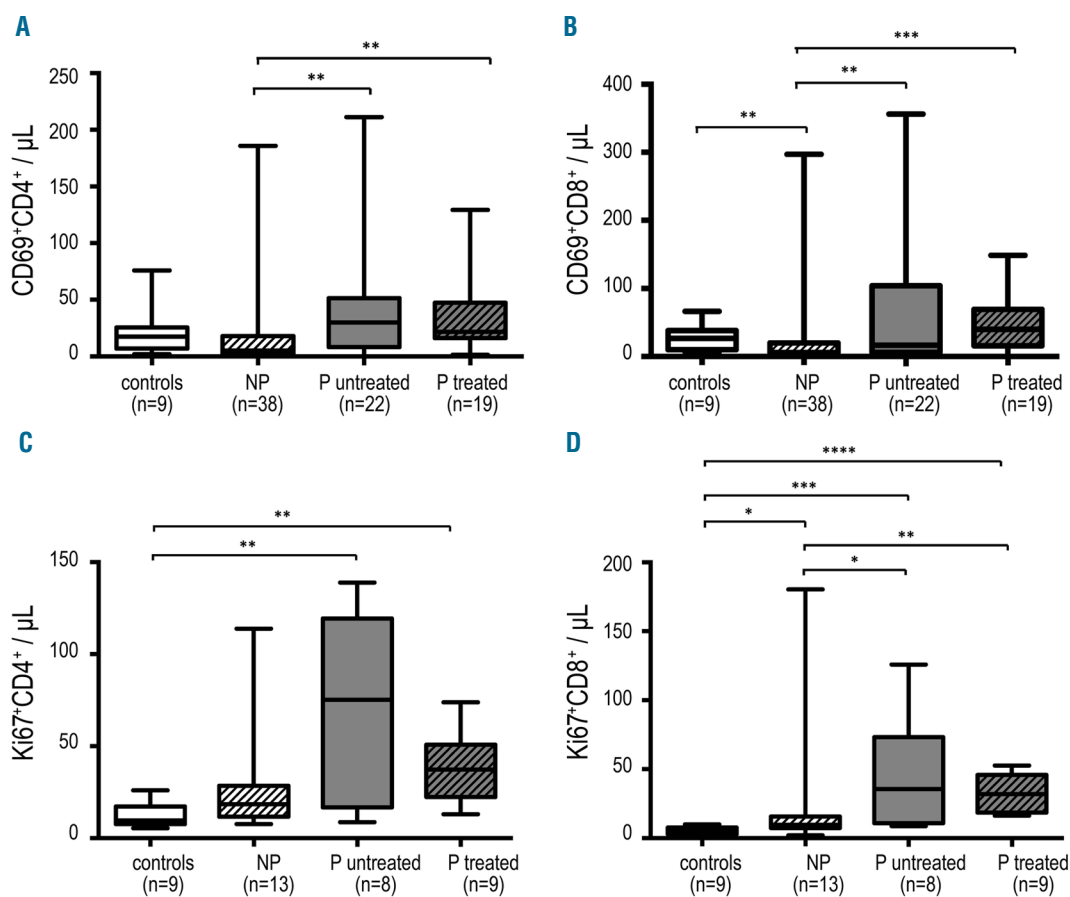 A
**
**
250
200
150
100
50
0
CD69⁺CD4⁺ / µL
controls
(n=9)
NP
(n=38)
P untreated
(n=22)
P treated
(n=19)
B
***
**
**
400
300
200
100
0
CD69⁺CD8⁺ / µL
controls
(n=9)
NP
(n=38)
P untreated
(n=22)
P treated
(n=19)
C
**
**
150
100
50
0
Ki67⁺CD4⁺ / µL
controls
(n=9)
NP
(n=13)
P untreated
(n=8)
P treated
(n=9)
D
****
***
*
**
*
200
150
100
50
0
Ki67⁺CD8⁺ / µL
controls
(n=9)
NP
(n=13)
P untreated
(n=8)
P treated
(n=9)